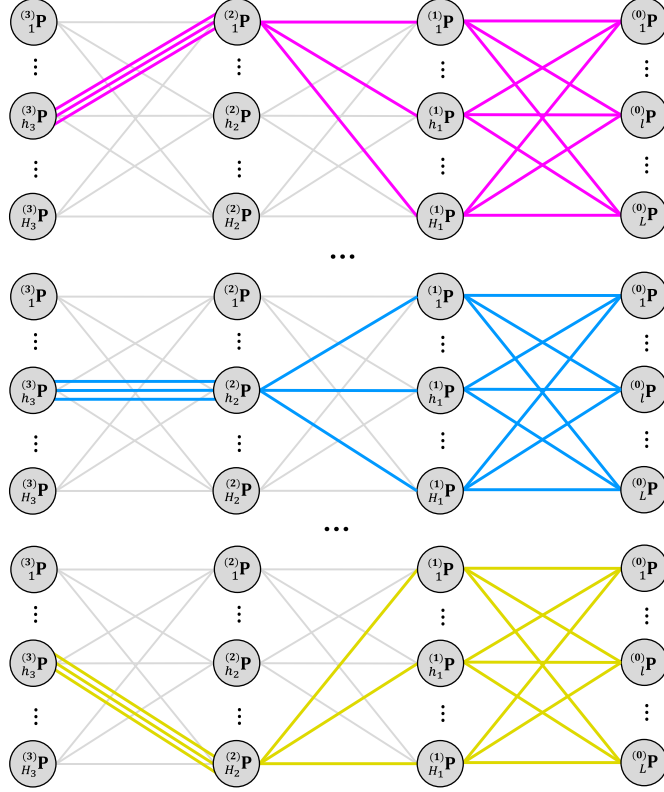 (3)1P (2)1P (1)1P (0)1P
⋮ ⋮ ⋮ ⋮
(3)h3P (2)h2P (1)h1P (0)lP
⋮ ⋮ ⋮ ⋮
(3)H3P (2)H2P (1)H1P (0)LP
...
(3)1P (2)1P (1)1P (0)1P
⋮ ⋮ ⋮ ⋮
(3)h3P (2)h2P (1)h1P (0)lP
⋮ ⋮ ⋮ ⋮
(3)H3P (2)H2P (1)H1P (0)LP
...
(3)1P (2)1P (1)1P (0)1P
⋮ ⋮ ⋮ ⋮
(3)h3P (2)h2P (1)h1P (0)lP
⋮ ⋮ ⋮ ⋮
(3)H3P (2)H2P (1)H1P (0)LP